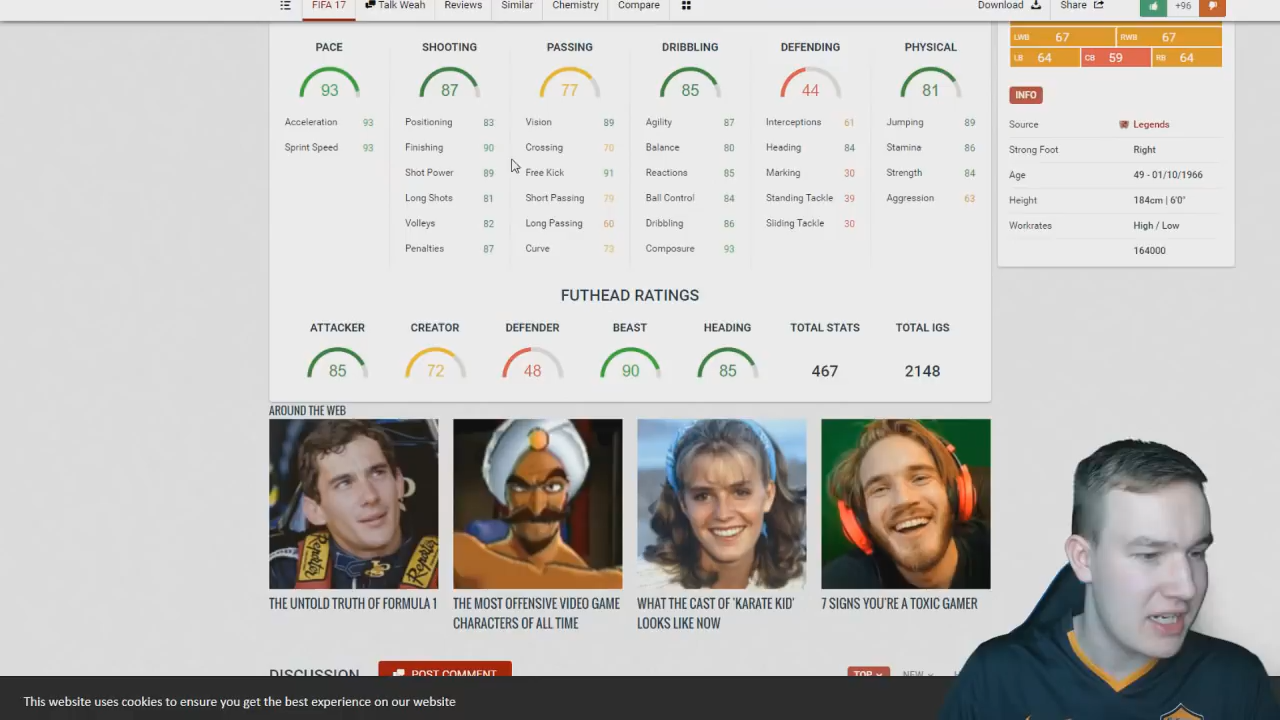 FIFA 17 Talk Weah Reviews Similar Chemistry Compare Download Share +96
LWB 67 RWB 67
LB 64 CB 59 RB 64
PACE SHOOTING PASSING DRIBBLING DEFENDING PHYSICAL
93 87 77 85 44 81
Acceleration 93 Positioning 83 Vision 89 Agility 87 Interceptions 61 Jumping 89
Sprint Speed 93 Finishing 90 Crossing 70 Balance 80 Heading 84 Stamina 86
Shot Power 89 Free Kick 91 Reactions 85 Marking 30 Strength 84
Long Shots 81 Short Passing 79 Ball Control 84 Standing Tackle 39 Aggression 63
Volleys 82 Long Passing 60 Dribbling 86 Sliding Tackle 30
Penalties 87 Curve 73 Composure 93
INFO
Source Legends
Strong Foot Right
Age 49 - 01/10/1966
Height 184cm | 6'0"
Workrates High / Low
164000
FUTHEAD RATINGS
ATTACKER CREATOR DEFENDER BEAST HEADING TOTAL STATS TOTAL IGS
85 72 48 90 85 467 2148
AROUND THE WEB
THE UNTOLD TRUTH OF FORMULA 1
THE MOST OFFENSIVE VIDEO GAME
CHARACTERS OF ALL TIME
WHAT THE CAST OF 'KARATE KID'
LOOKS LIKE NOW
7 SIGNS YOU'RE A TOXIC GAMER
DISCUSSION POST COMMENT TOP NEW
This website uses cookies to ensure you get the best experience on our website